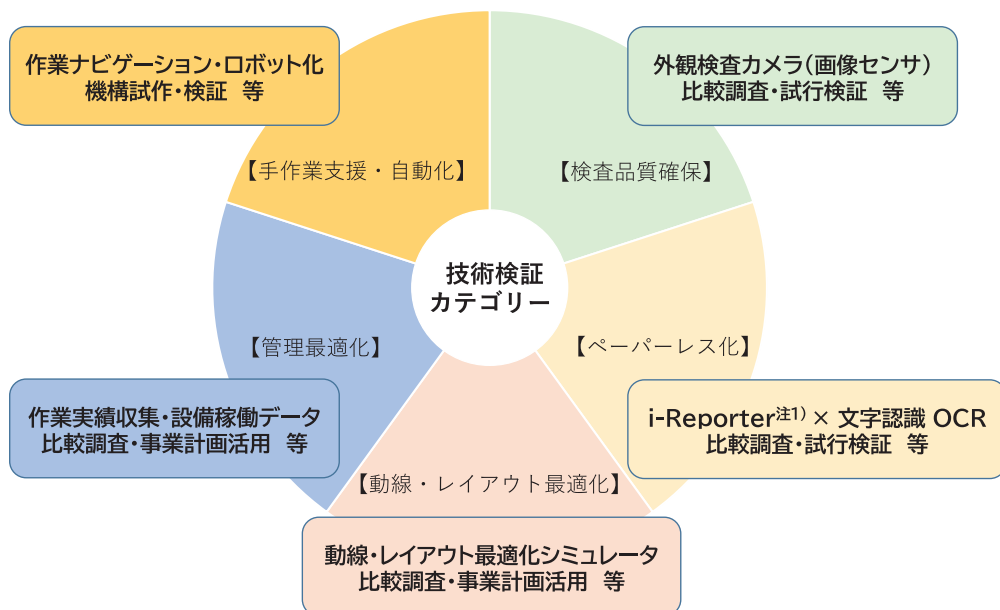 作業ナビゲーション・ロボット化
機構試作・検証 等
外観検査カメラ(画像センサ)
比較調査・試行検証 等
【手作業支援・自動化】
【検査品質確保】
技術検証
カテゴリー
【管理最適化】
【ペーパーレス化】
作業実績収集・設備稼働データ
比較調査・事業計画活用 等
i-Reporter注1) × 文字認識 OCR
比較調査・試行検証 等
【動線・レイアウト最適化】
動線・レイアウト最適化シミュレータ
比較調査・事業計画活用 等